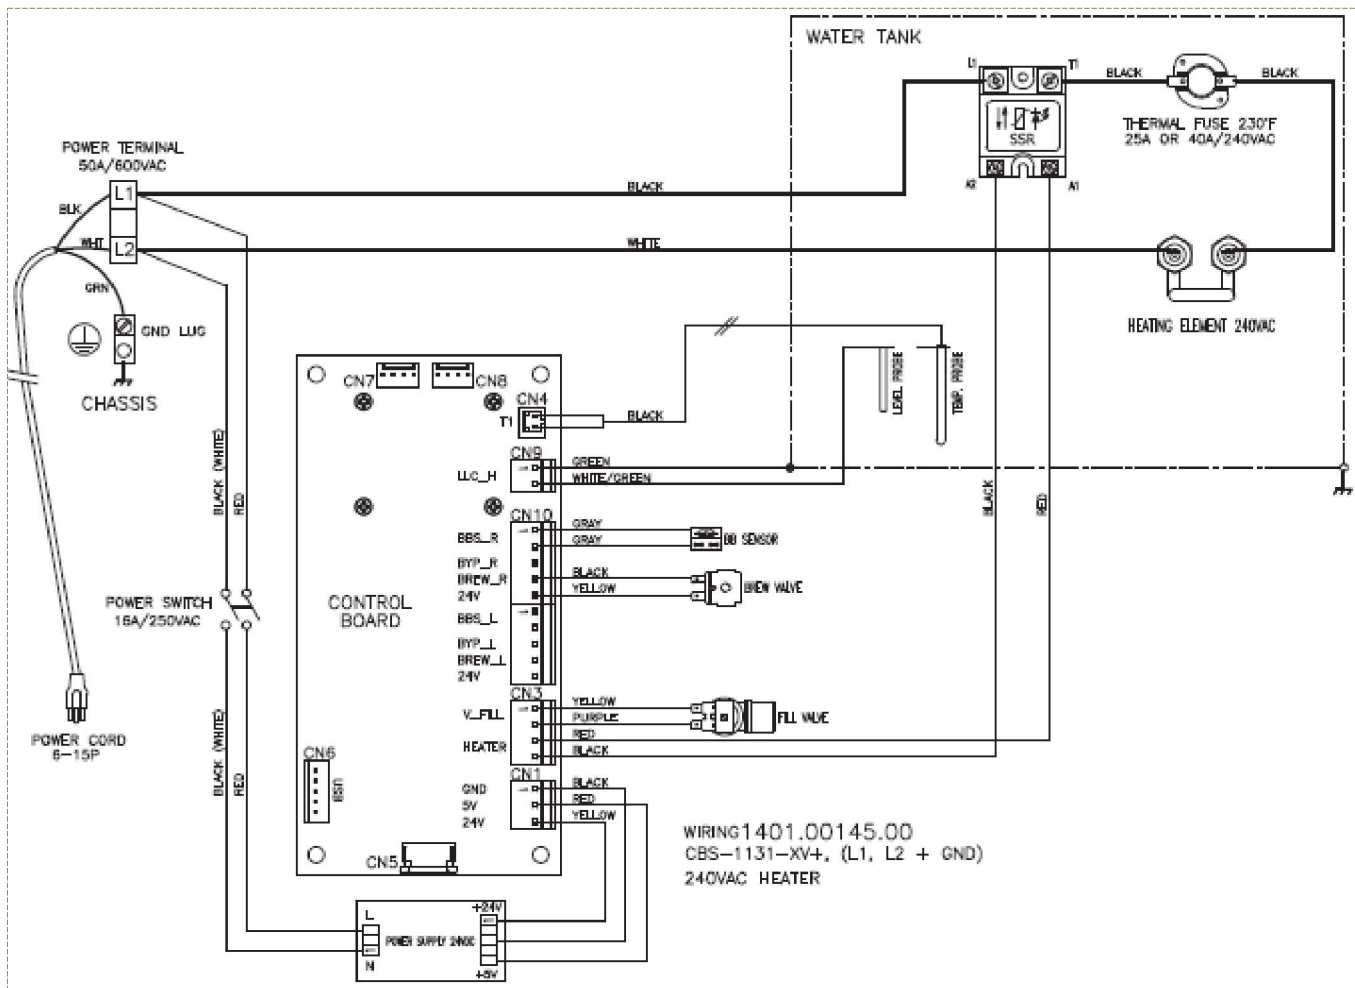 WATER TANK
L1
T1
BLACK
BLACK
SSR
THERMAL FUSE 230°F
25A OR 40A/240VAC
A2
A1
POWER TERMINAL
50A/600VAC
L1
BLACK
BLK
WHT
L2
WHITE
GRN
GND LUG
CHASSIS
HEATING ELEMENT 240VAC
LEVEL PROBE
TEMP. PROBE
CN7
CN8
CN4
T1
BLACK
CN9
LLC_H
GREEN
WHITE/GREEN
BLACK (WHITE)
RED
BLACK
RED
CN10
BBS_R
GRAY
GRAY
BB SENSOR
BYP_R
BREW_R
24V
BLACK
YELLOW
BREW VALVE
BBS_L
BYP_L
BREW_L
24V
CONTROL
BOARD
POWER SWITCH
16A/250VAC
CN3
V_FILL
HEATER
YELLOW
PURPLE
RED
BLACK
FILL VALVE
POWER CORD
6-15P
BLACK (WHITE)
RED
CN6
USB
CN1
GND
5V
24V
BLACK
RED
YELLOW
CN5
WIRING 1401.00145.00
CBS-1131-XV+, (L1, L2 + GND)
240VAC HEATER
L
N
POWER SUPPLY 24VDC
+24V
+5V